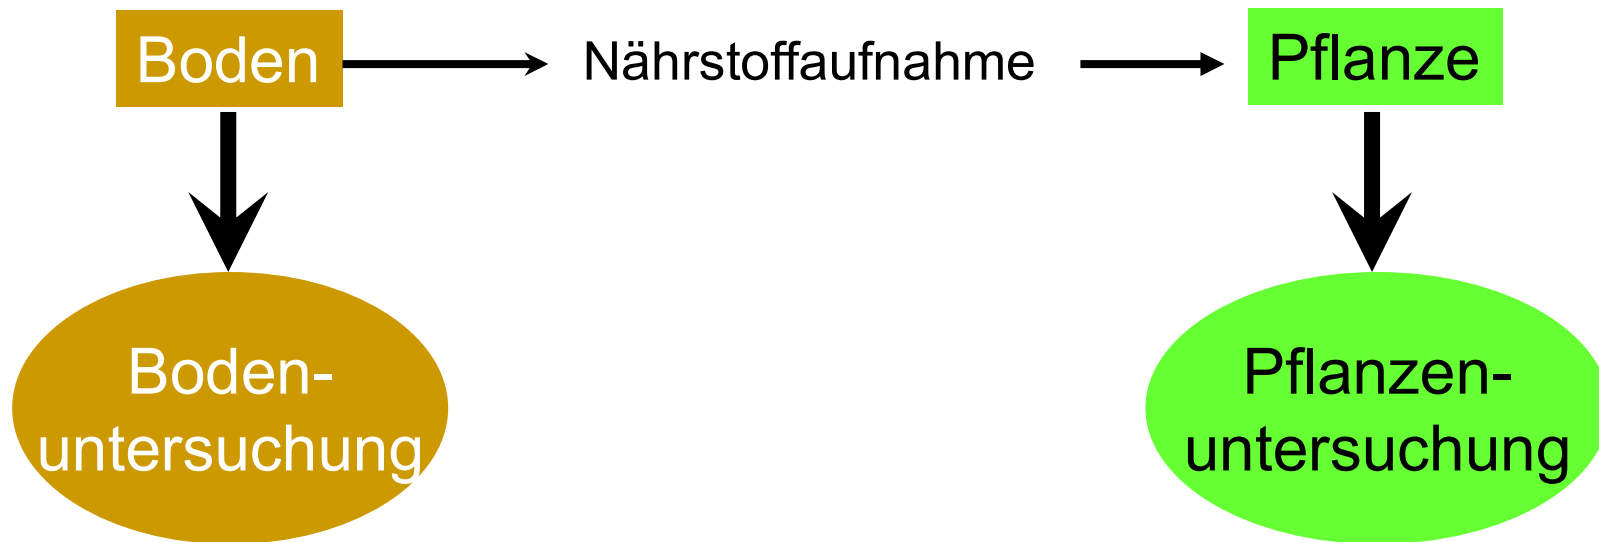 Boden Nährstoffaufnahme Pflanze
Boden-
untersuchung
Pflanzen-
untersuchung